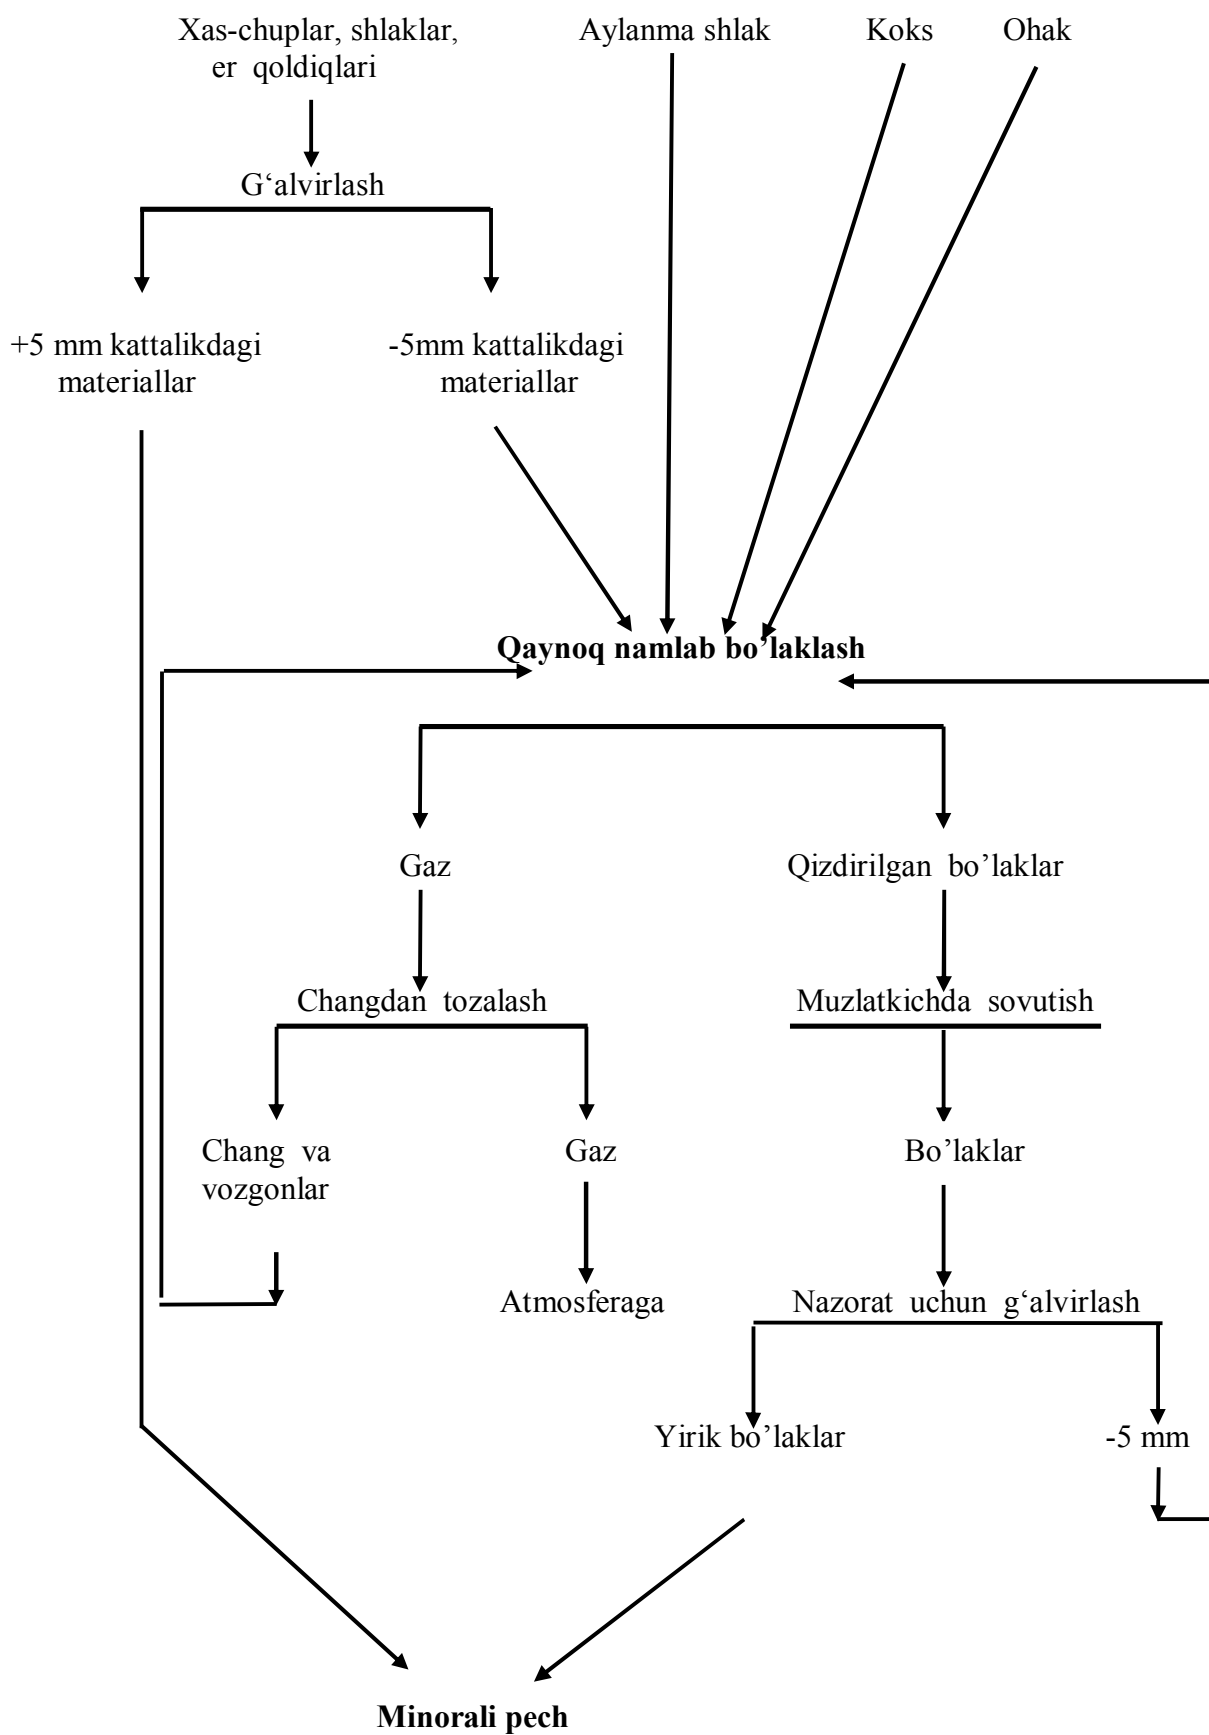 Xas-chuplar, shlaklar,
er qoldiqlari
Aylanma shlak
Koks
Ohak
G‘alvirlash
+5 mm kattalikdagi
materiallar
-5mm kattalikdagi
materiallar
Qaynoq namlab bo’laklash
Gaz
Qizdirilgan bo’laklar
Changdan tozalash
Muzlatkichda sovutish
Chang va
vozgonlar
Gaz
Bo’laklar
Atmosferaga
Nazorat uchun g‘alvirlash
Yirik bo’laklar
-5 mm
Minorali pech